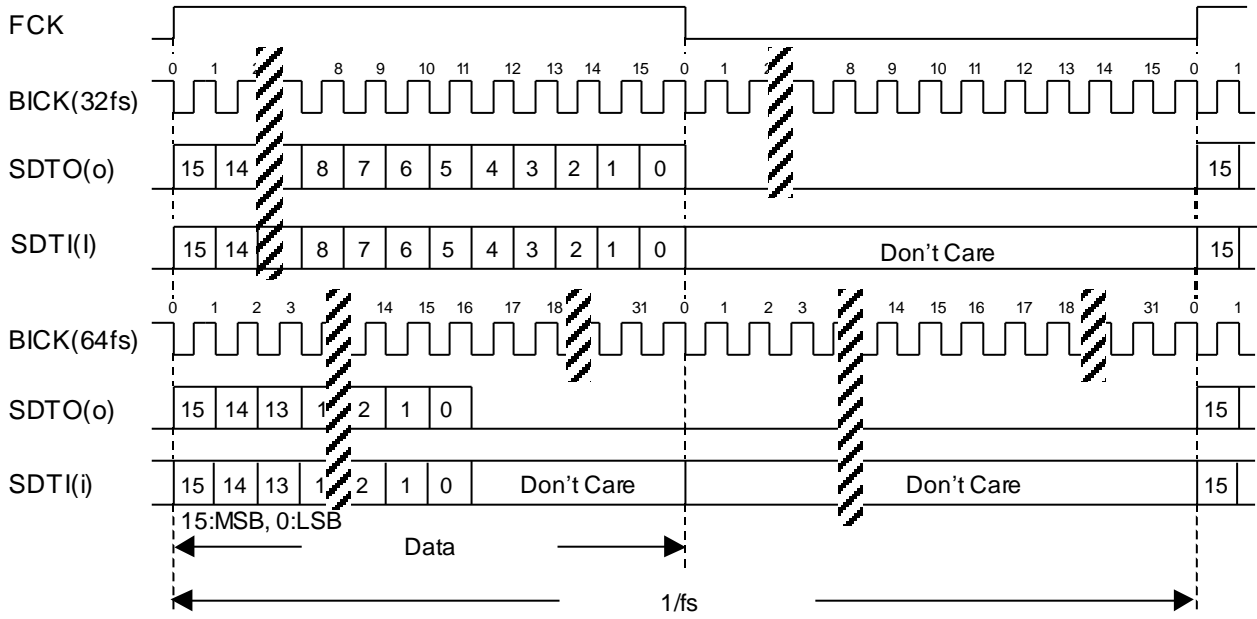 FCK
0 1 8 9 10 11 12 13 14 15 0 1 8 9 10 11 12 13 14 15 0 1
BICK(32fs)
SDTO(o) 15 14 8 7 6 5 4 3 2 1 0 15
SDTI(I) 15 14 8 7 6 5 4 3 2 1 0 Don't Care 15
0 1 2 3 14 15 16 17 18 31 0 1 2 3 14 15 16 17 18 31 0 1
BICK(64fs)
SDTO(o) 15 14 13 1 2 1 0 15
SDTI(i) 15 14 13 1 2 1 0 Don't Care Don't Care 15
15:MSB, 0:LSB
Data
1/fs